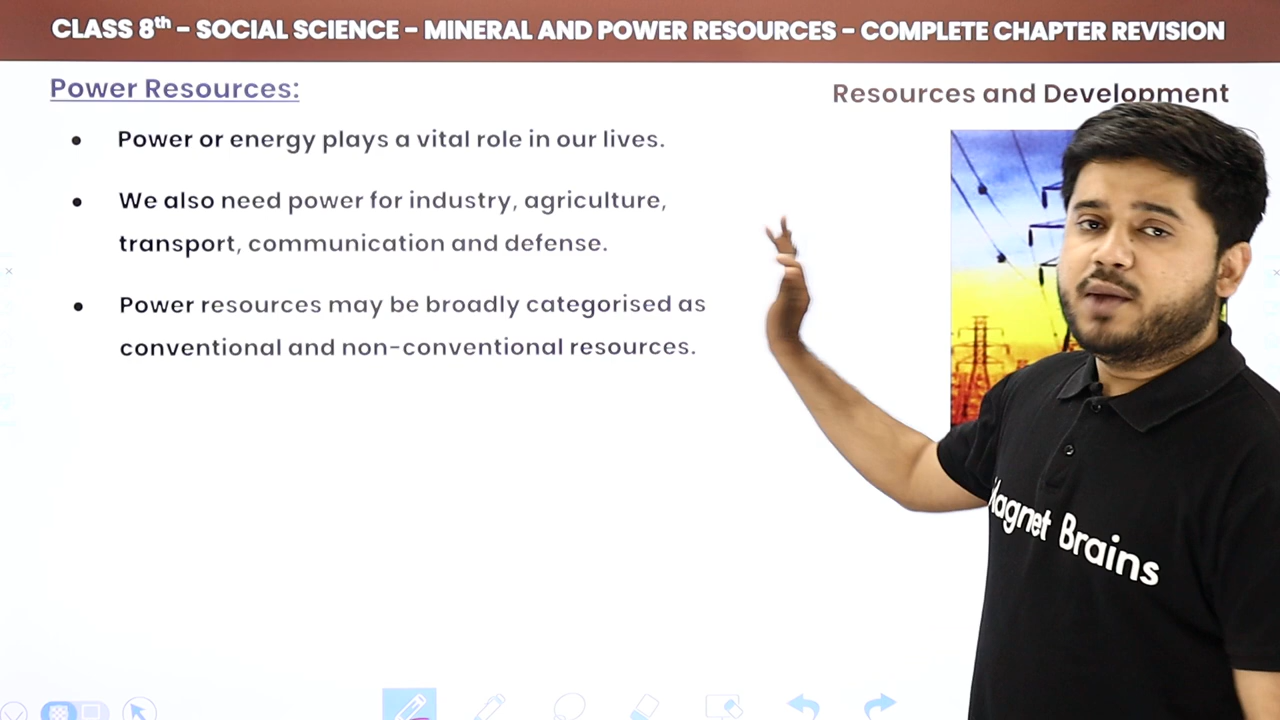 CLASS 8th – SOCIAL SCIENCE – MINERAL AND POWER RESOURCES – COMPLETE CHAPTER REVISION
Power Resources:
Resources and Development
• Power or energy plays a vital role in our lives.
• We also need power for industry, agriculture,
transport, communication and defense.
• Power resources may be broadly categorised as
conventional and non-conventional resources.
Magnet Brains